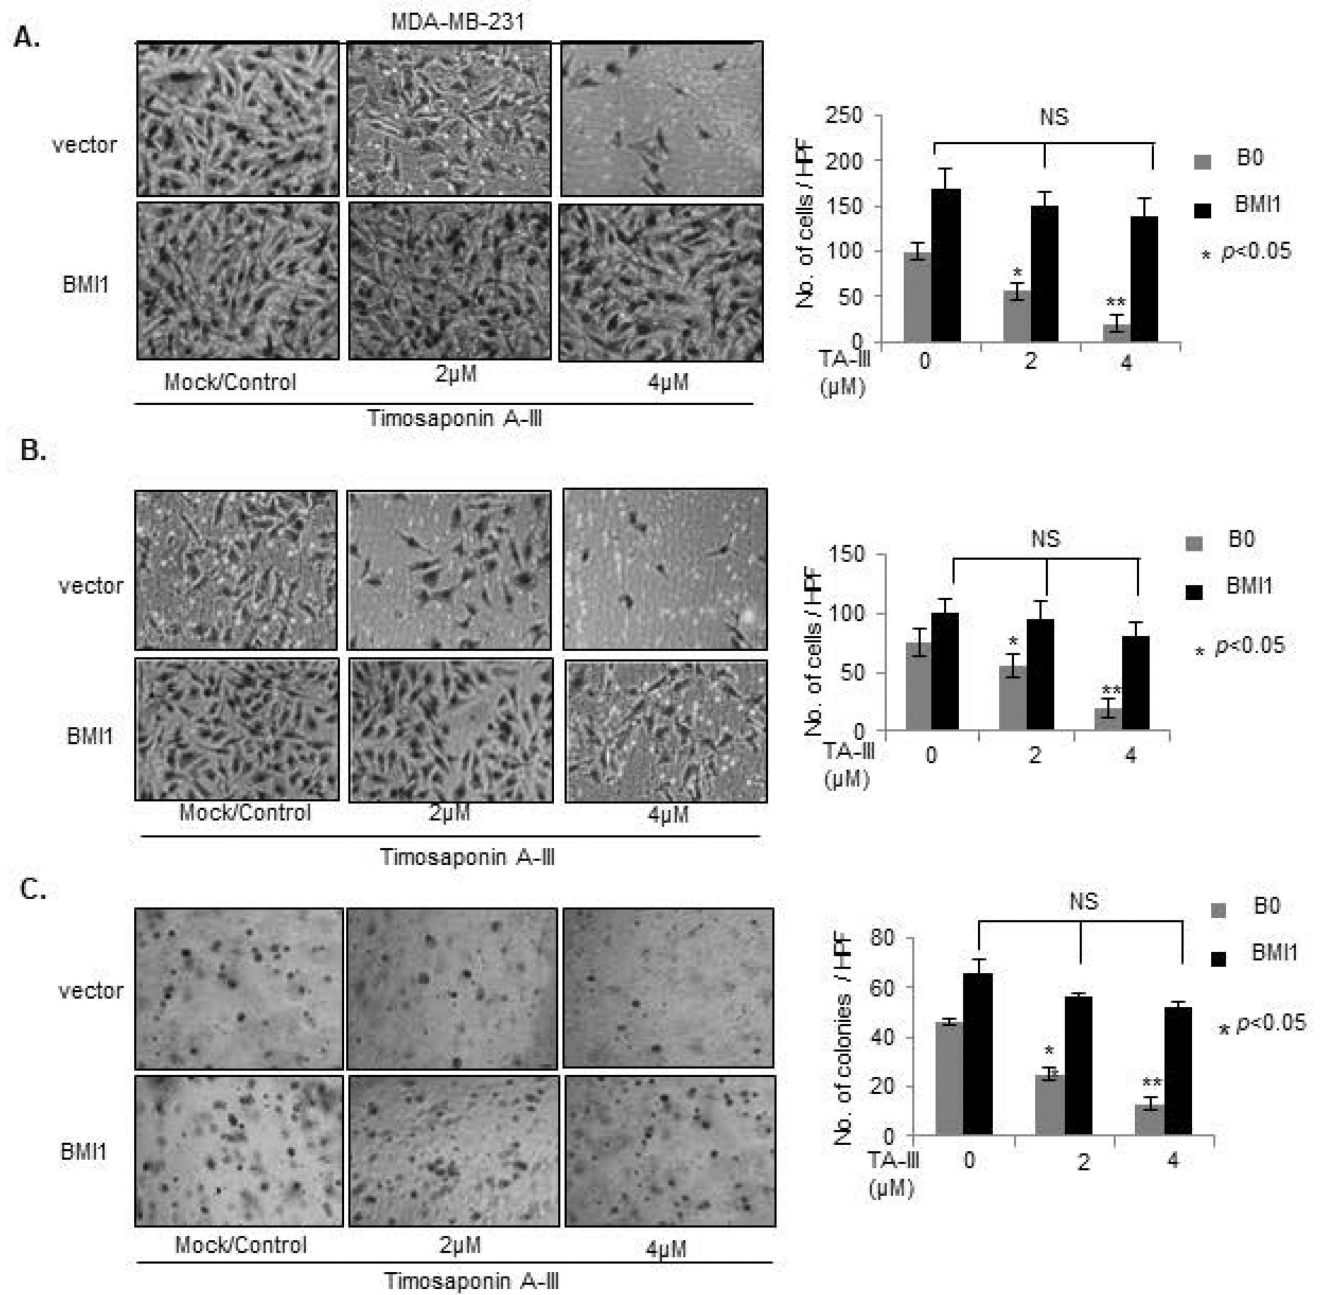 A.
MDA-MB-231
vector
BMI1
Mock/Control
2µM
4µM
Timosaponin A-III
No. of cells / HPF
250
200
150
100
50
0
NS
*
**
TA-III
(µM)
0
2
4
B0
BMI1
* p<0.05
B.
vector
BMI1
Mock/Control
2µM
4µM
Timosaponin A-III
No. of cells / HPF
150
100
50
0
NS
*
**
TA-III
(µM)
0
2
4
B0
BMI1
* p<0.05
C.
vector
BMI1
Mock/Control
2µM
4µM
Timosaponin A-III
No. of colonies / HPF
80
60
40
20
0
NS
*
**
TA-III
(µM)
0
2
4
B0
BMI1
* p<0.05